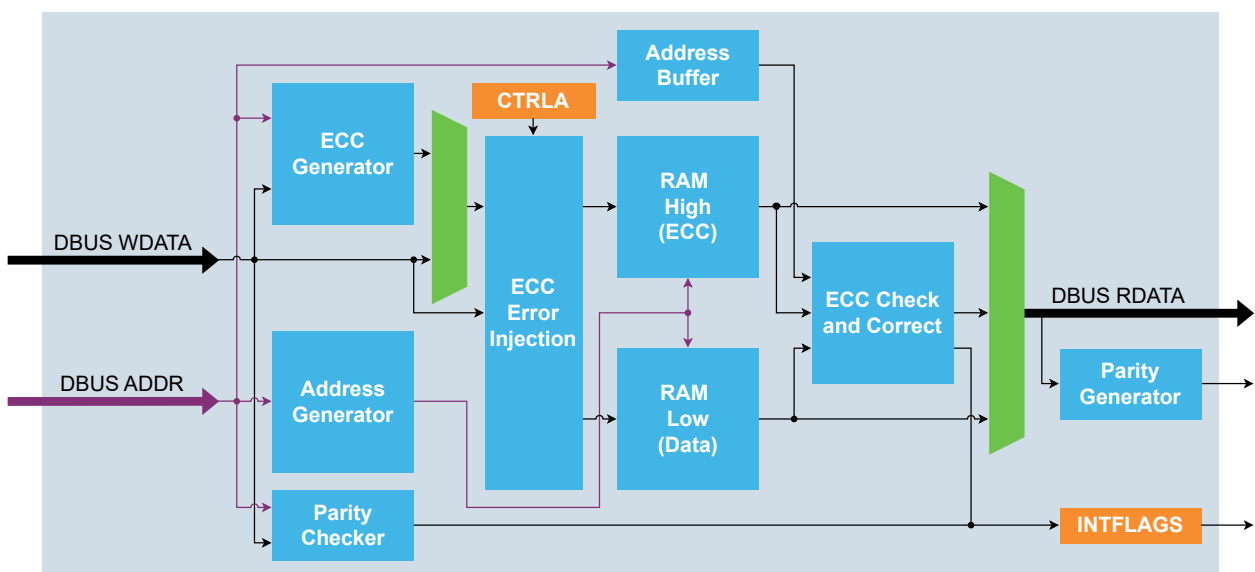 Address
Buffer
CTRLA
ECC
Generator
RAM
High
(ECC)
DBUS WDATA
ECC
Error
Injection
ECC Check
and Correct
DBUS RDATA
DBUS ADDR
Address
Generator
RAM
Low
(Data)
Parity
Generator
Parity
Checker
INTFLAGS